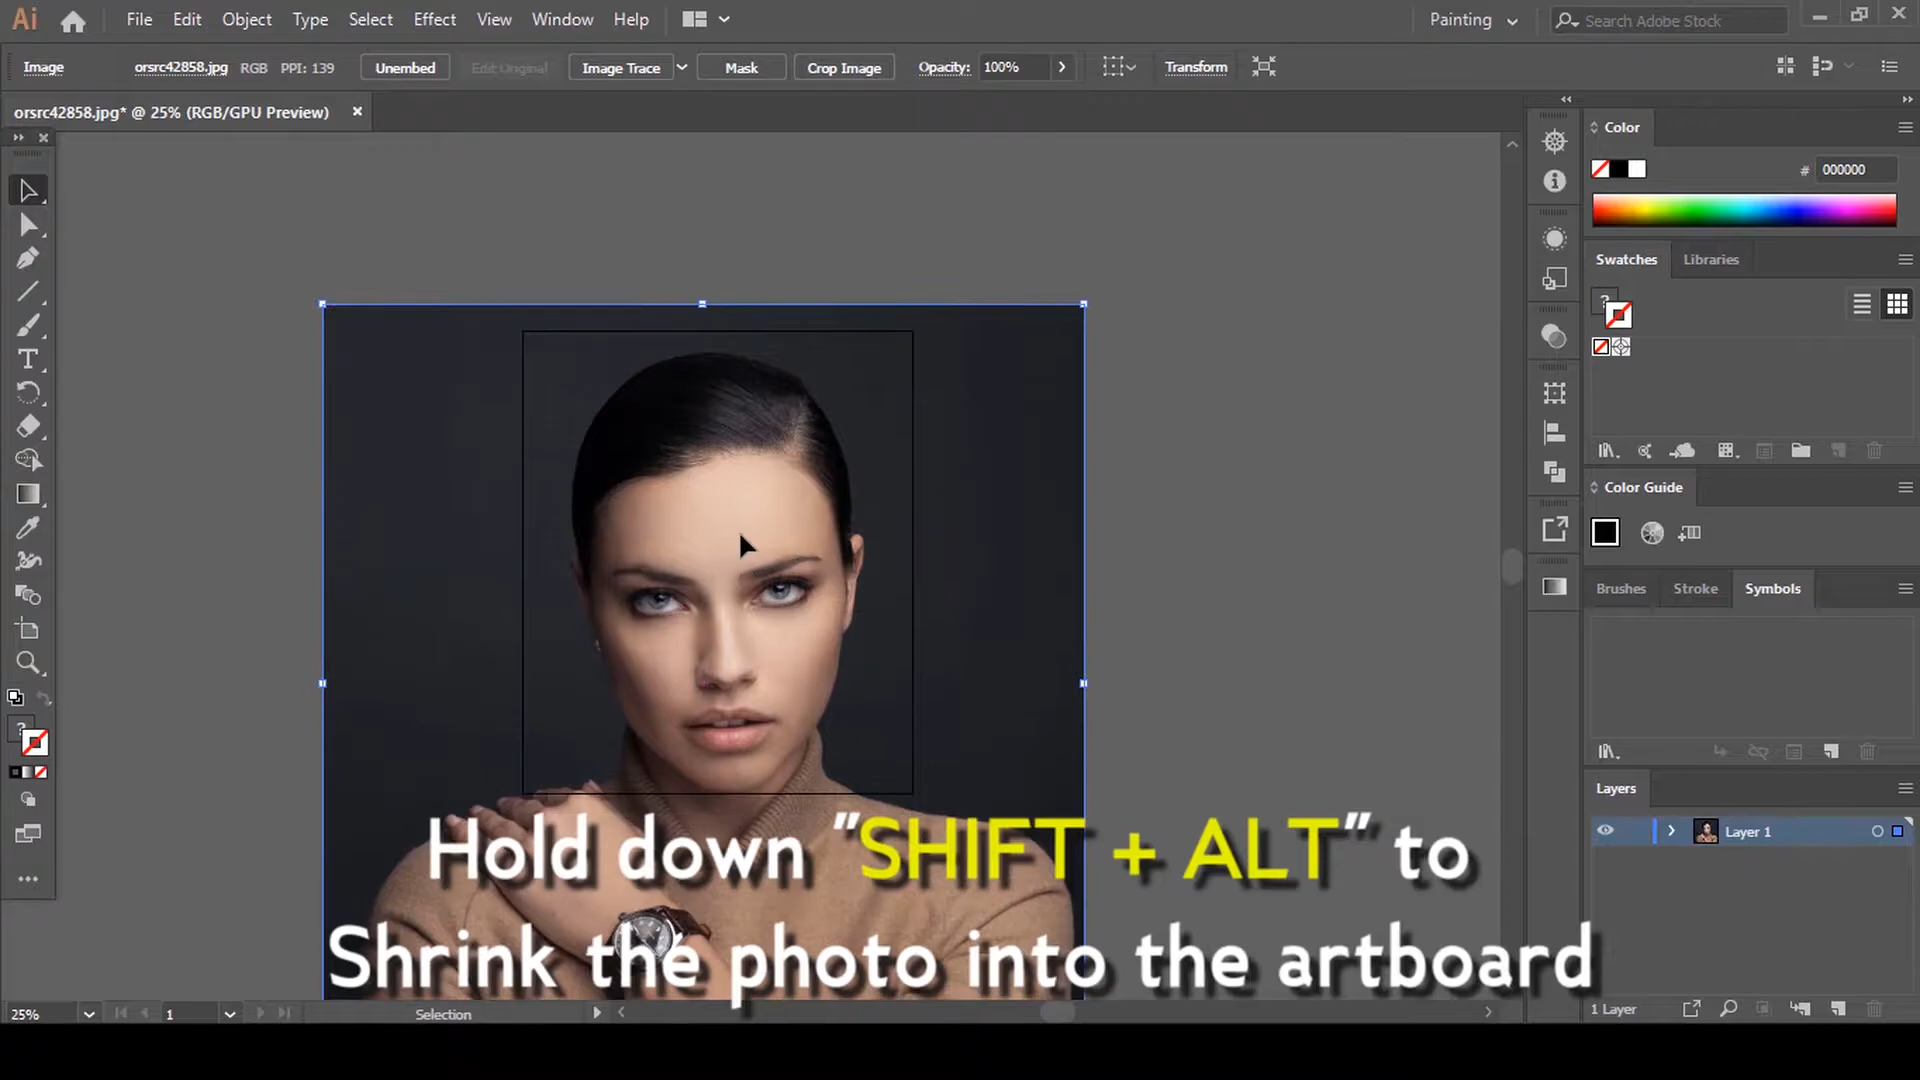 Ai File Edit Object Type Select Effect View Window Help Painting Search Adobe Stock
Image orsrc42858.jpg RGB PPI: 139 Unembed Edit Original Image Trace Mask Crop Image Opacity: 100% Transform
orsrc42858.jpg* @ 25% (RGB/GPU Preview)
Color
# 000000
Swatches Libraries
?
Color Guide
Brushes Stroke Symbols
?
Layers
Layer 1
Hold down "SHIFT + ALT" to
Shrink the photo into the artboard
25% 1 Selection 1 Layer